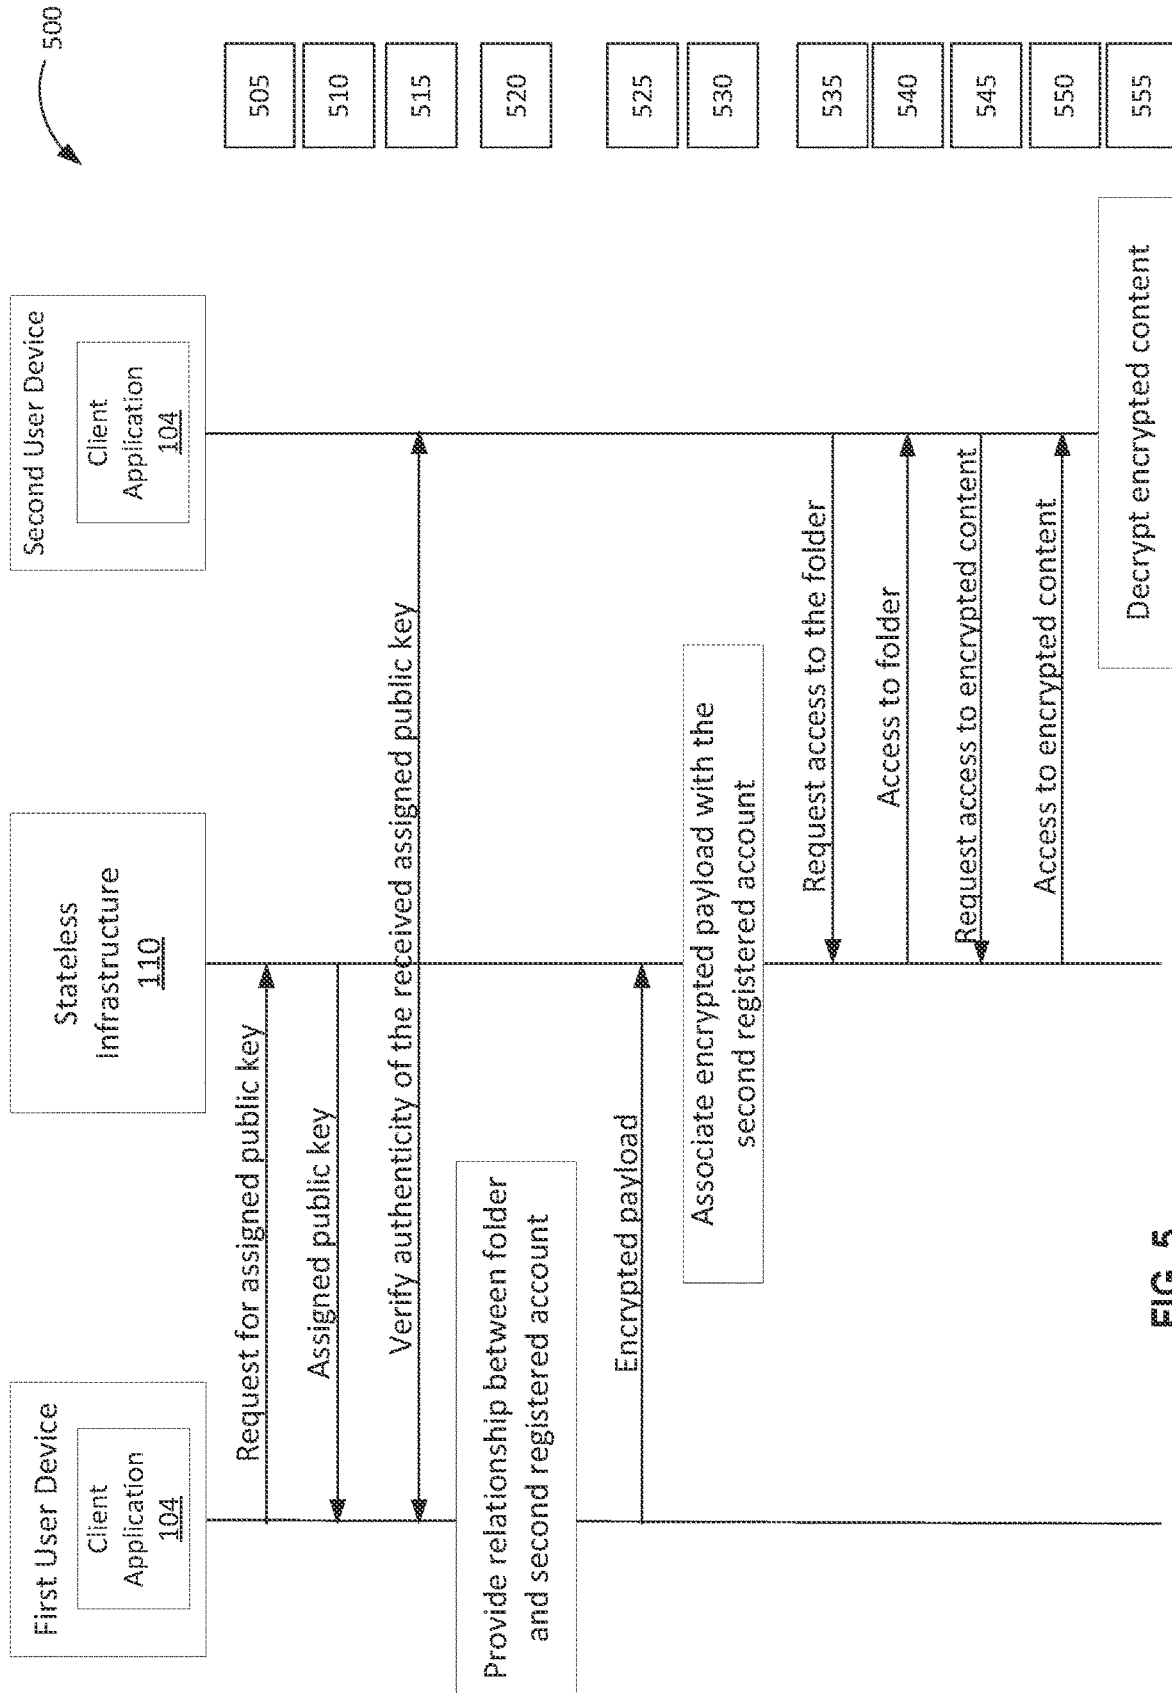 500
First User Device
Client
Application
104
Stateless
Infrastructure
110
Second User Device
Client
Application
104
Request for assigned public key
505
Assigned public key
510
Verify authenticity of the received assigned public key
515
Provide relationship between folder
and second registered account
520
Encrypted payload
525
Associate encrypted payload with the
second registered account
530
Request access to the folder
535
Access to folder
540
Request access to encrypted content
545
Access to encrypted content
550
Decrypt encrypted content
555
FIG. 5